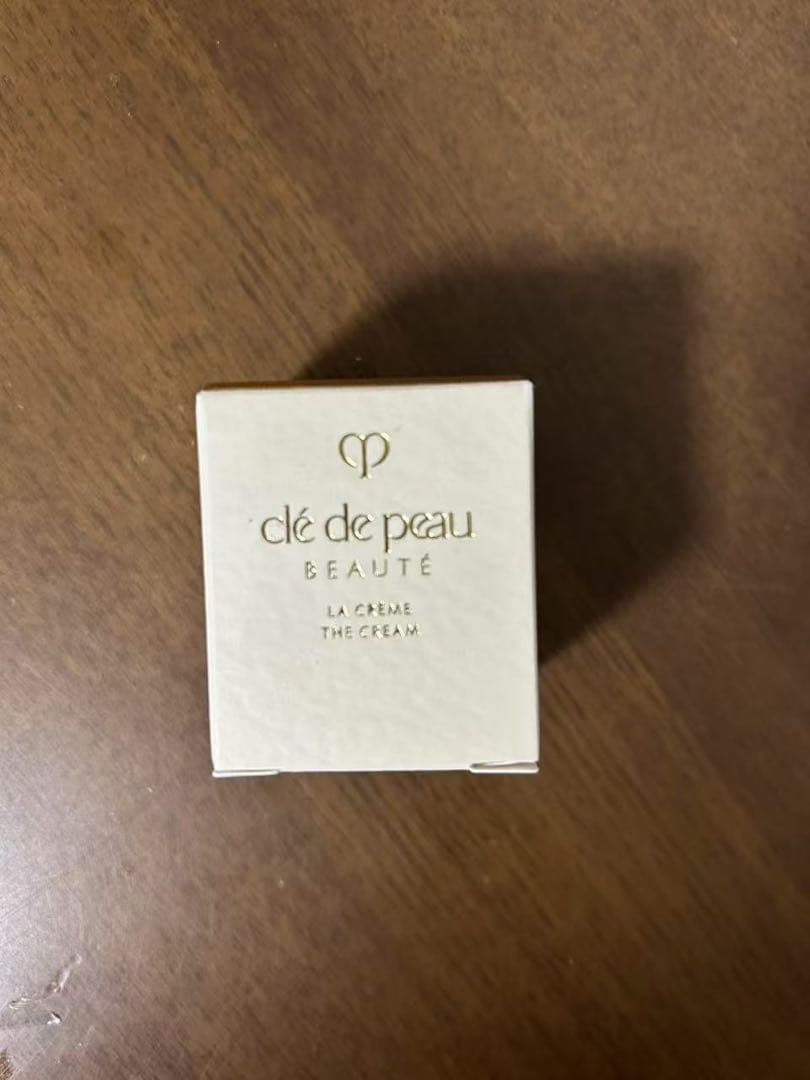 clé de peau
BEAUTÉ
LA CRÈME
THE CREAM